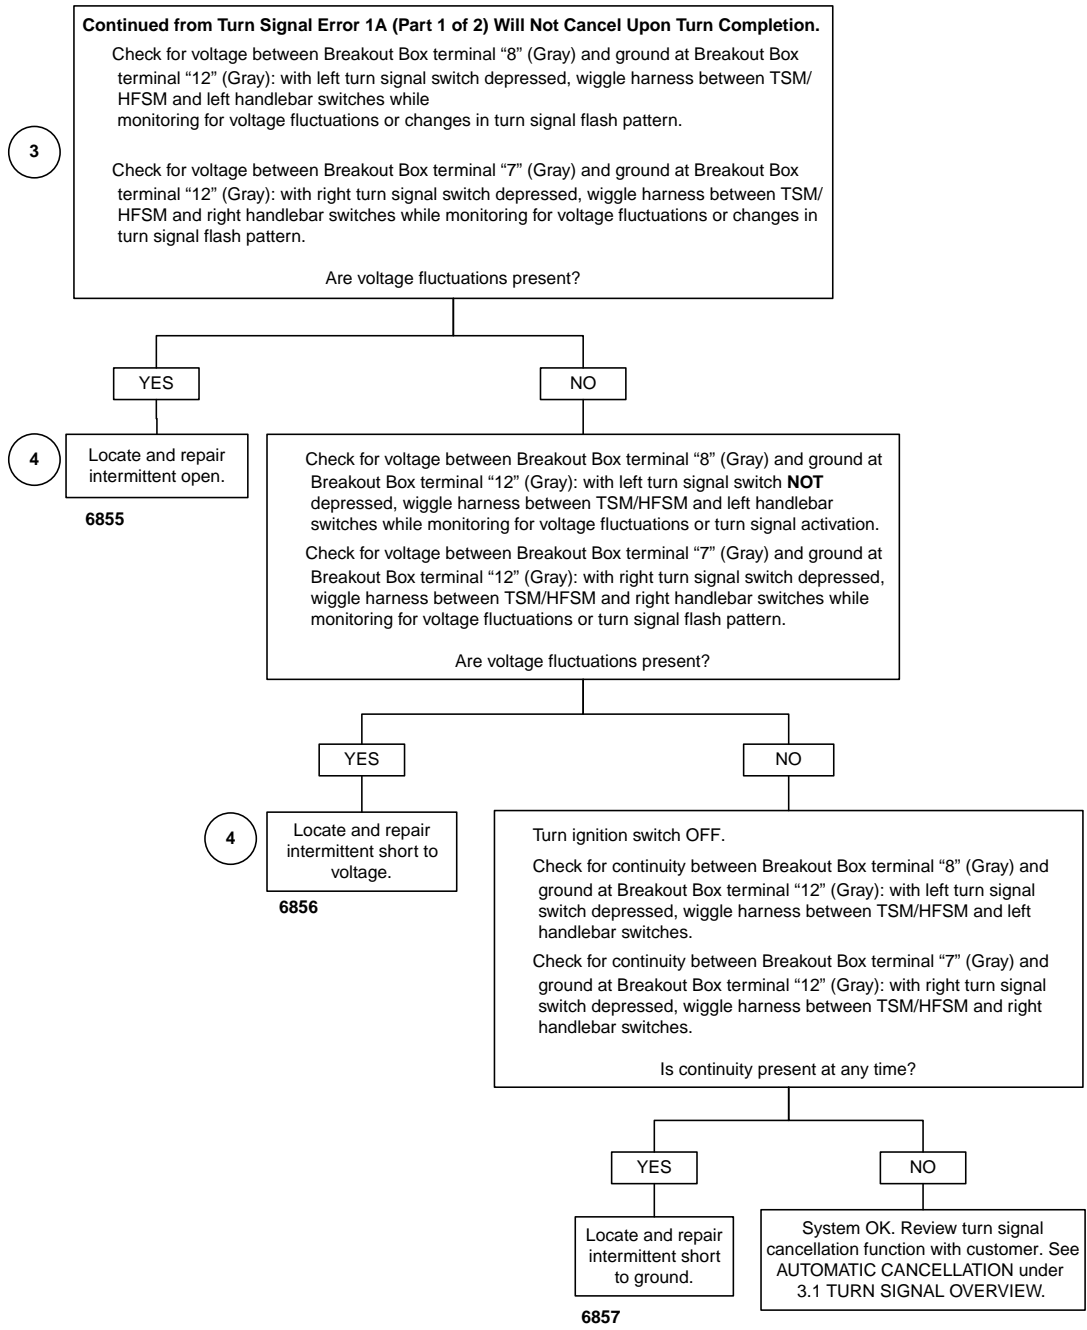 Continued from Turn Signal Error 1A (Part 1 of 2) Will Not Cancel Upon Turn Completion.
Check for voltage between Breakout Box terminal “8” (Gray) and ground at Breakout Box
terminal “12” (Gray): with left turn signal switch depressed, wiggle harness between TSM/
HFSM and left handlebar switches while
monitoring for voltage fluctuations or changes in turn signal flash pattern.
3
Check for voltage between Breakout Box terminal “7” (Gray) and ground at Breakout Box
terminal “12” (Gray): with right turn signal switch depressed, wiggle harness between TSM/
HFSM and right handlebar switches while monitoring for voltage fluctuations or changes in
turn signal flash pattern.
Are voltage fluctuations present?
YES
NO
4
Locate and repair
intermittent open.
6855
Check for voltage between Breakout Box terminal “8” (Gray) and ground at
Breakout Box terminal “12” (Gray): with left turn signal switch NOT
depressed, wiggle harness between TSM/HFSM and left handlebar
switches while monitoring for voltage fluctuations or turn signal activation.
Check for voltage between Breakout Box terminal “7” (Gray) and ground at
Breakout Box terminal “12” (Gray): with right turn signal switch depressed,
wiggle harness between TSM/HFSM and right handlebar switches while
monitoring for voltage fluctuations or turn signal flash pattern.
Are voltage fluctuations present?
YES
NO
4
Locate and repair
intermittent short to
voltage.
6856
Turn ignition switch OFF.
Check for continuity between Breakout Box terminal “8” (Gray) and
ground at Breakout Box terminal “12” (Gray): with left turn signal
switch depressed, wiggle harness between TSM/HFSM and left
handlebar switches.
Check for continuity between Breakout Box terminal “7” (Gray) and
ground at Breakout Box terminal “12” (Gray): with right turn signal
switch depressed, wiggle harness between TSM/HFSM and right
handlebar switches.
Is continuity present at any time?
YES
NO
Locate and repair
intermittent short
to ground.
6857
System OK. Review turn signal
cancellation function with customer. See
AUTOMATIC CANCELLATION under
3.1 TURN SIGNAL OVERVIEW.